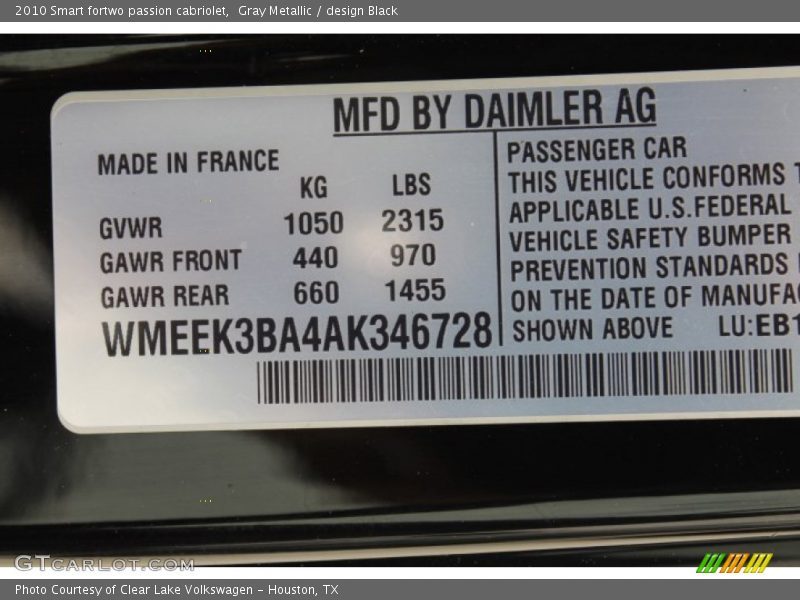 2010 Smart fortwo passion cabriolet,  Gray Metallic / design Black
MFD BY DAIMLER AG
MADE IN FRANCE
KG LBS
GVWR 1050 2315
GAWR FRONT 440 970
GAWR REAR 660 1455
WMEEK3BA4AK346728
PASSENGER CAR
THIS VEHICLE CONFORMS T
APPLICABLE U.S.FEDERAL
VEHICLE SAFETY BUMPER
PREVENTION STANDARDS
ON THE DATE OF MANUFA
SHOWN ABOVE LU:EB1
GTCARLOT.COM
Photo Courtesy of Clear Lake Volkswagen - Houston, TX